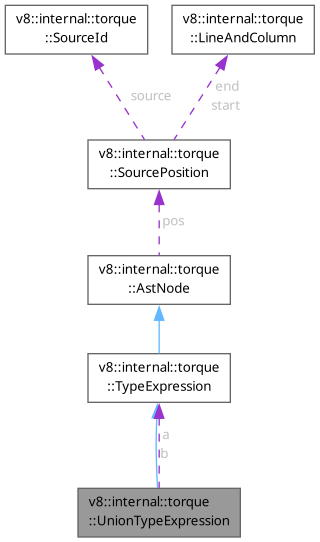 v8::internal::torque
::SourceId
v8::internal::torque
::LineAndColumn
source
end
start
v8::internal::torque
::SourcePosition
pos
v8::internal::torque
::AstNode
v8::internal::torque
::TypeExpression
a
b
v8::internal::torque
::UnionTypeExpression